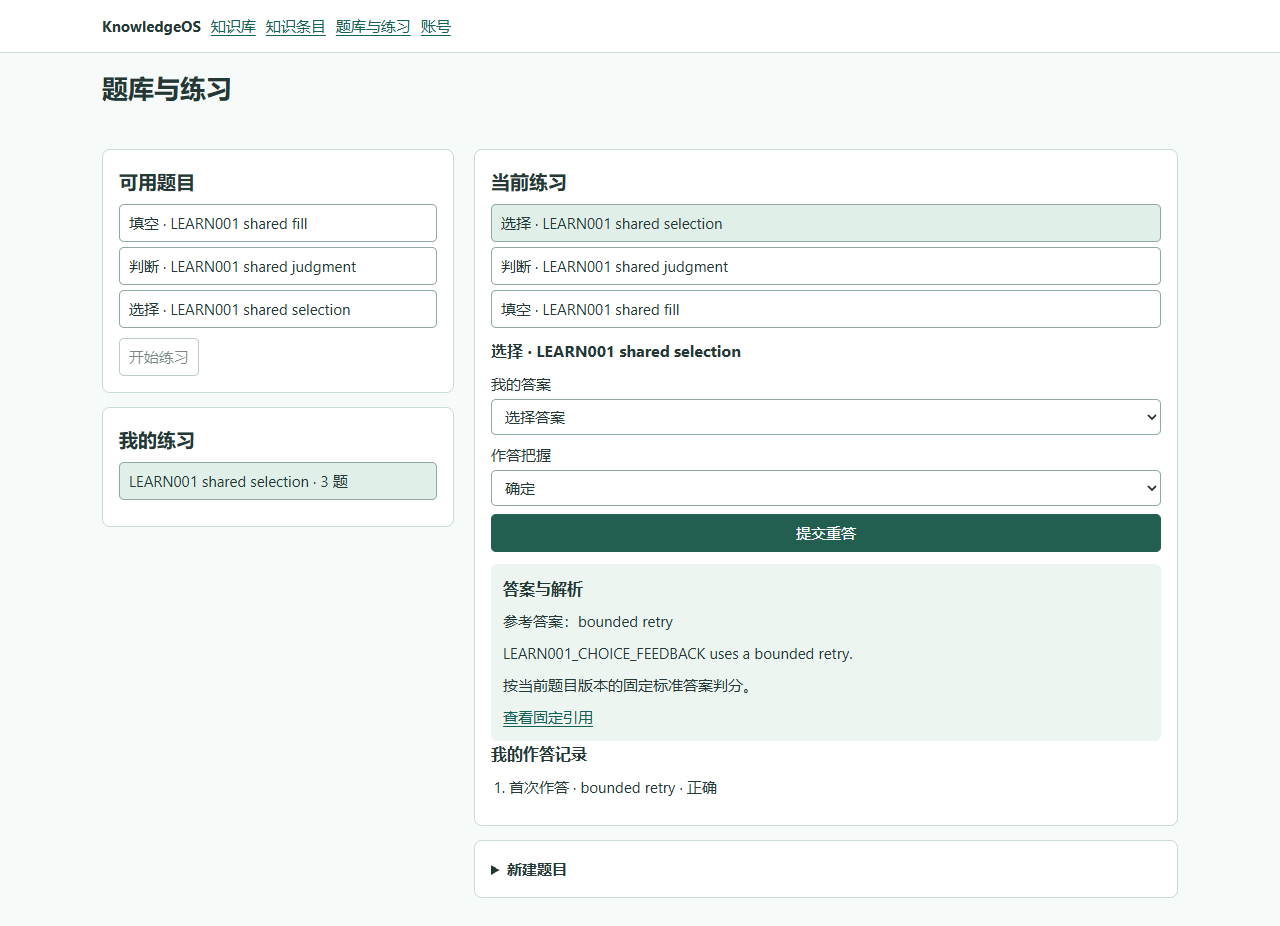 KnowledgeOS 知识库 知识条目 题库与练习 账号
题库与练习
可用题目
填空 · LEARN001 shared fill
判断 · LEARN001 shared judgment
选择 · LEARN001 shared selection
开始练习
我的练习
LEARN001 shared selection · 3 题
当前练习
选择 · LEARN001 shared selection
判断 · LEARN001 shared judgment
填空 · LEARN001 shared fill
选择 · LEARN001 shared selection
我的答案
选择答案
作答把握
确定
提交重答
答案与解析
参考答案：bounded retry
LEARN001_CHOICE_FEEDBACK uses a bounded retry.
按当前题目版本的固定标准答案判分。
查看固定引用
我的作答记录
1. 首次作答 · bounded retry · 正确
新建题目